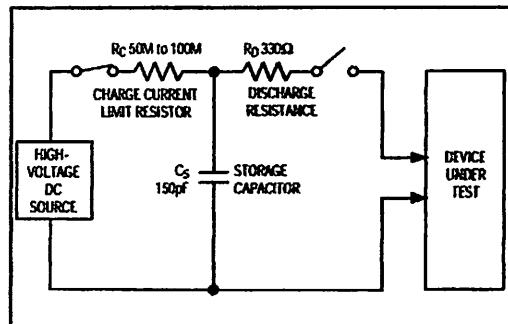 RC 50M to 100M
RD 330Ω
CHARGE CURRENT
LIMIT RESISTOR
DISCHARGE
RESISTANCE
HIGH-
VOLTAGE
DC
SOURCE
CS
150pf
STORAGE
CAPACITOR
DEVICE
UNDER
TEST